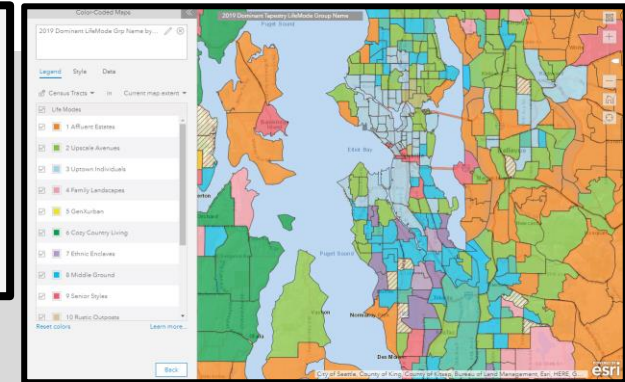 Color-Coded Maps
2019 Dominant LifeMode Grp Name by...
Legend Style Data
Census Tracts in Current map extent
Life Modes
1 Affluent Estates
2 Upscale Avenues
3 Uptown Individuals
4 Family Landscapes
5 GenXurban
6 Cozy Country Living
7 Ethnic Enclaves
8 Middle Ground
9 Senior Styles
10 Rustic Outposts
Reset colors Learn more...
Back
2019 Dominant Tapestry LifeMode Group Name
Puget Sound
Elliott Bay
Puget Sound
Normandy
Des Moines
City of Seattle, County of King, County of Kitsap, Bureau of Land Management, Esri, HERE, G...
esri